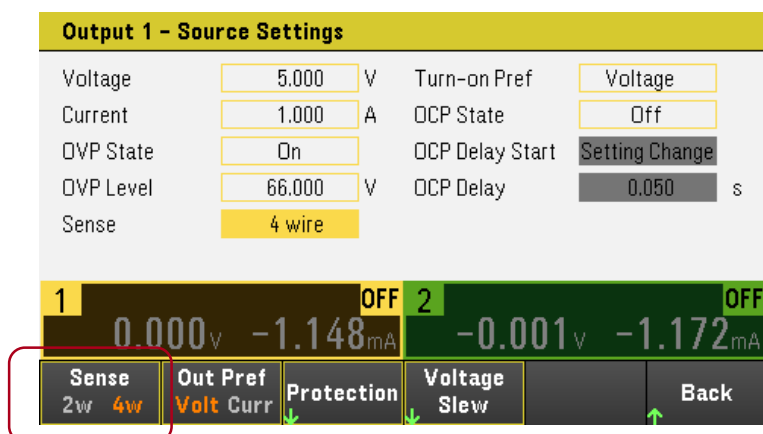 Output 1 – Source Settings
Voltage 5.000 V Turn-on Pref Voltage
Current 1.000 A OCP State Off
OVP State On OCP Delay Start Setting Change
OVP Level 66.000 V OCP Delay 0.050 s
Sense 4 wire
1 OFF 2 OFF
0.000V -1.148mA -0.001V -1.172mA
Sense Out Pref Protection Voltage Back
2w 4w Volt Curr Slew